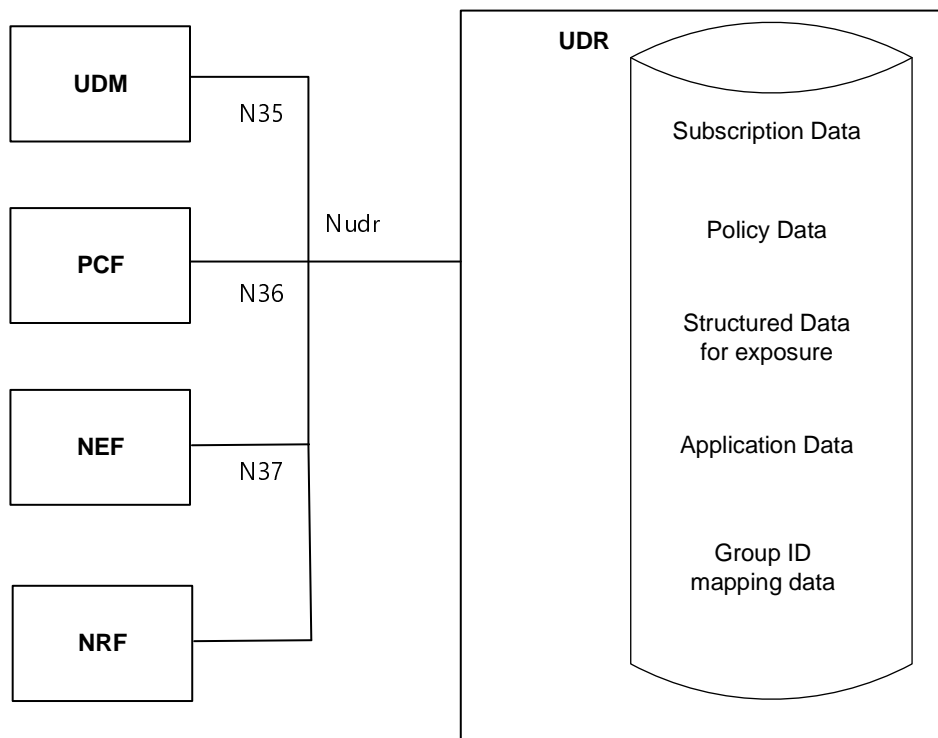 UDM
N35
PCF
N36
NEF
N37
NRF
Nudr
UDR
Subscription Data
Policy Data
Structured Data
for exposure
Application Data
Group ID
mapping data